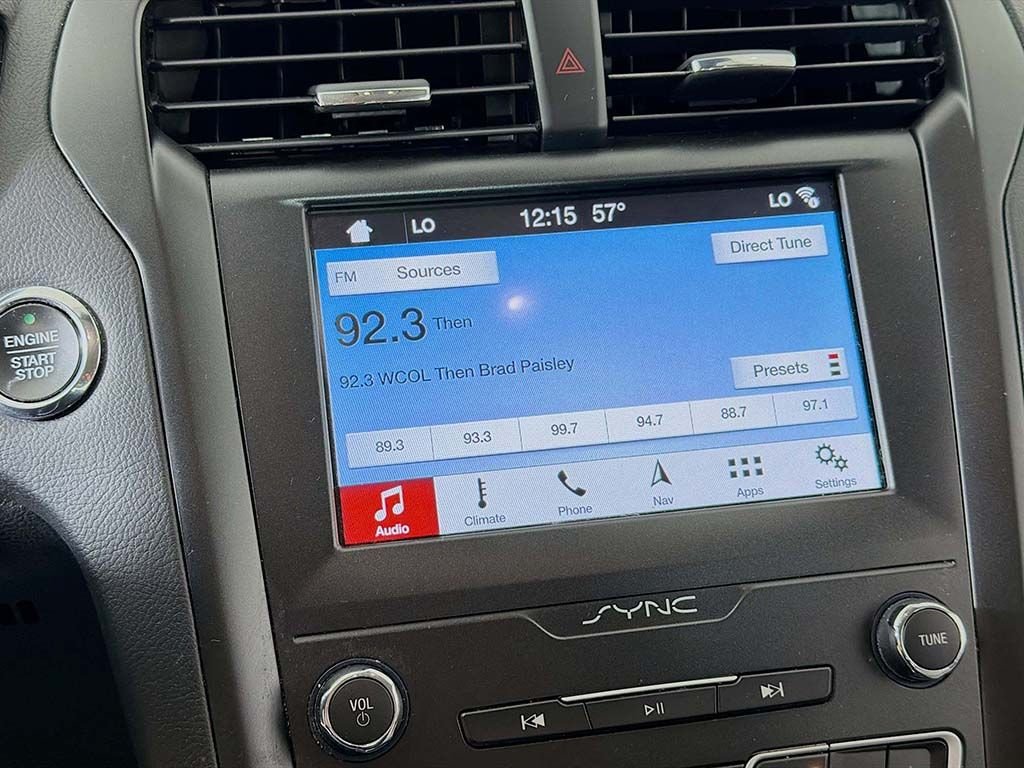 LO 12:15 57° LO
FM Sources
Direct Tune
92.3 Then
92.3 WCOL Then Brad Paisley
Presets
89.3 93.3 99.7 94.7 88.7 97.1
Audio Climate Phone Nav Apps Settings
ENGINE
START
STOP
SYNC
VOL
TUNE